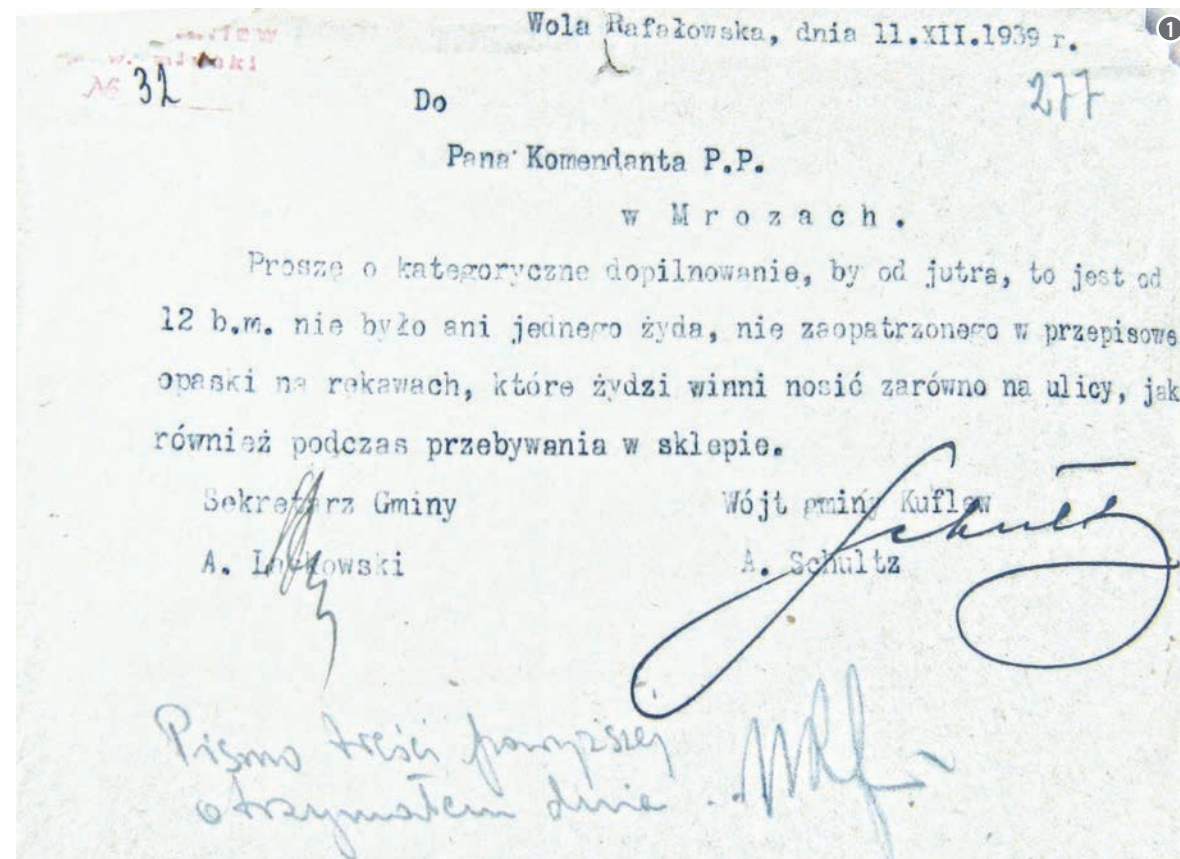 Wola Rafałowska, dnia 11.XII.1939 r.
1
№ 32
277
Do
Pana Komendanta P.P.
w Mrozach.
Proszę o kategoryczne dopilnowanie, by od jutra, to jest od
12 b.m. nie było ani jednego żyda, nie zaopatrzonego w przepisowe
opaski na rękawach, które żydzi winni nosić zarówno na ulicy, jak
również podczas przebywania w sklepie.
Sekretarz Gminy
Wójt gminy Kuflew
A.
A. Schultz
Schultz
Pismo treści powyższej
otrzymałem dnia